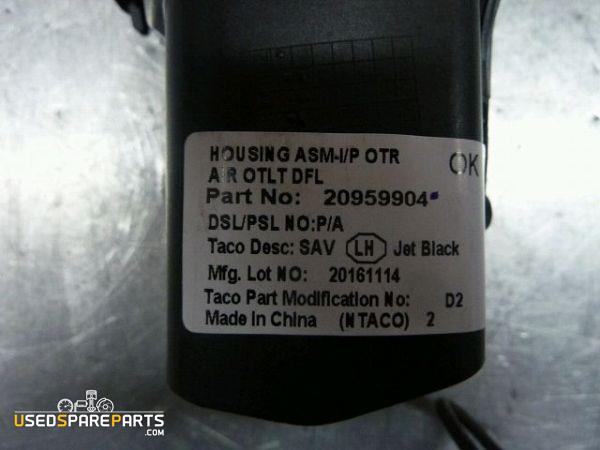 HOUSING ASM-I/P OTR
AIR OTLT DFL
OK
Part No: 20959904
DSL/PSL NO:P/A
Taco Desc: SAV LH Jet Black
Mfg. Lot NO: 20161114
Taco Part Modification No: D2
Made in China (NTACO) 2
USEDSPAREPARTS
.COM